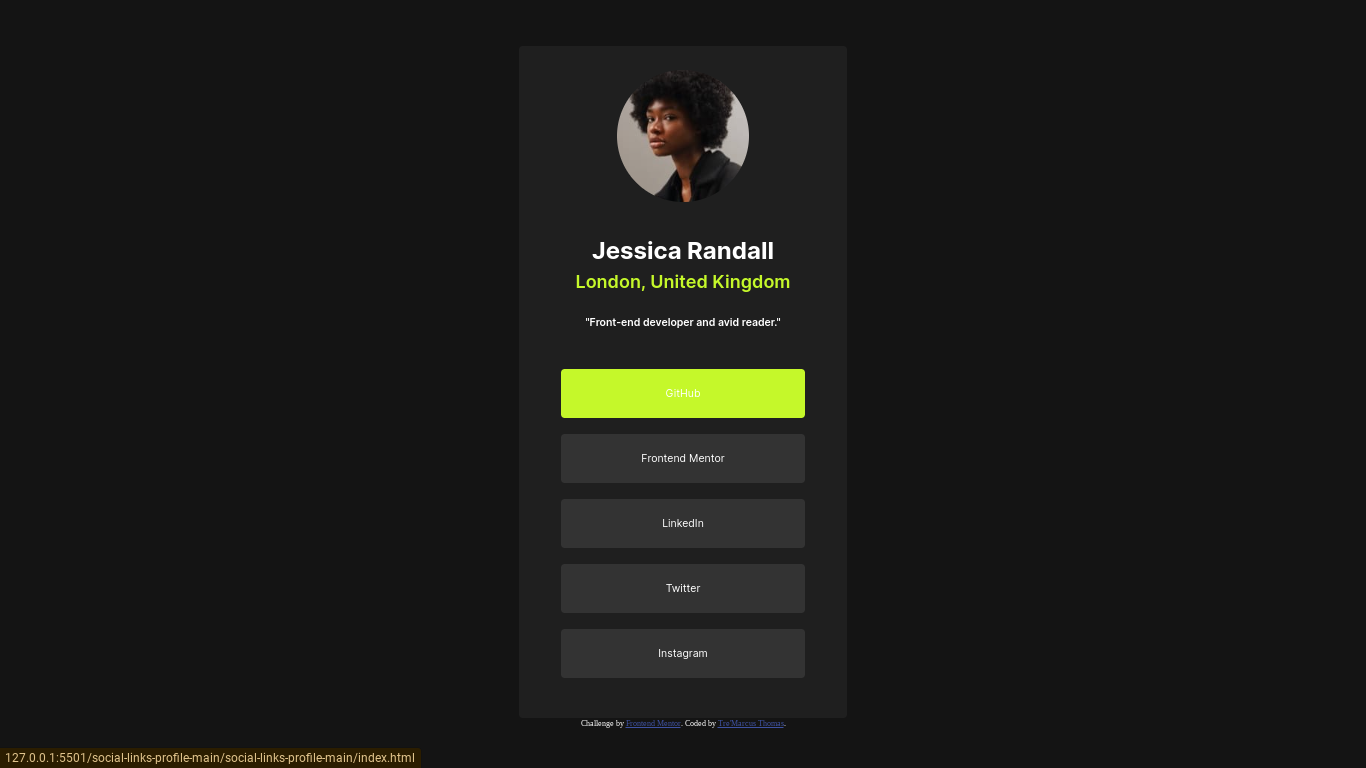 Jessica Randall
London, United Kingdom
"Front-end developer and avid reader."
GitHub
Frontend Mentor
LinkedIn
Twitter
Instagram
Challenge by Frontend Mentor. Coded by Tre'Marcus Thomas.
127.0.0.1:5501/social-links-profile-main/social-links-profile-main/index.html